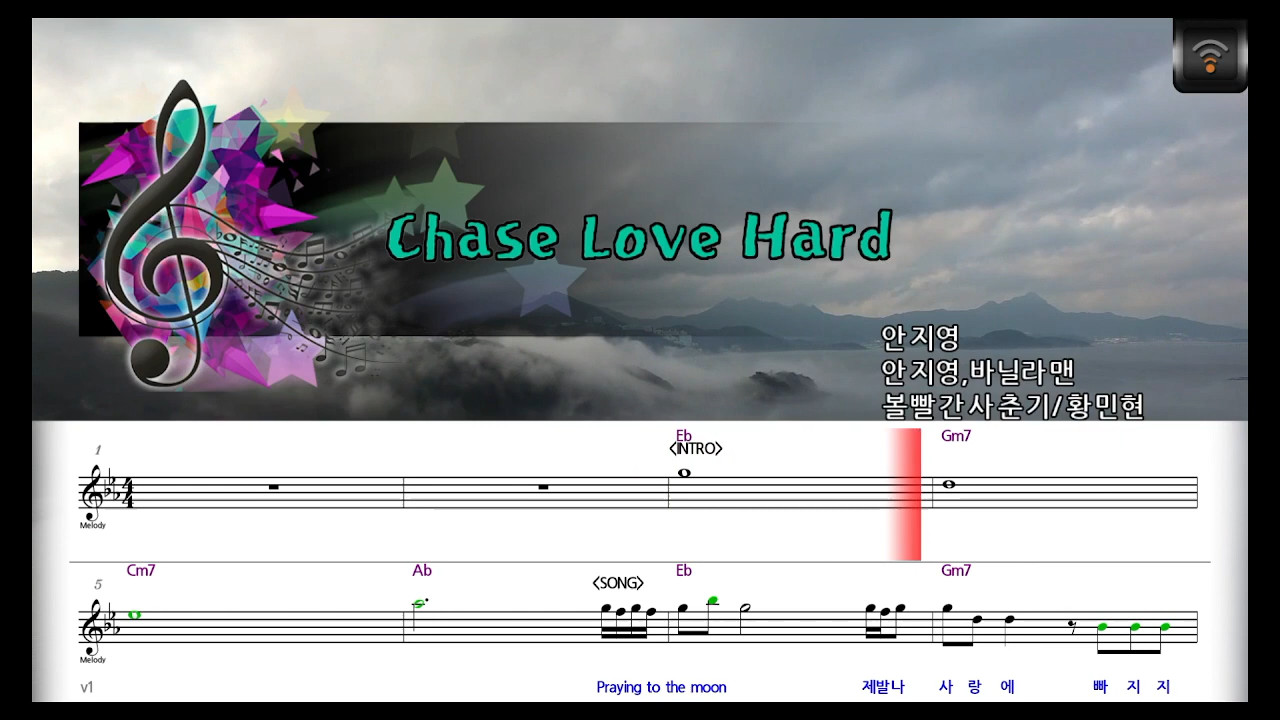 Chase Love Hard
안지영
안지영,바닐라맨
볼빨간사춘기/황민현
1
Eb
Gm7
<INTRO>
4
4
Melody
Cm7
Ab
Eb
Gm7
5
<SONG>
Melody
v1
Praying to the moon
제발나
사 랑 에
빠 지 지